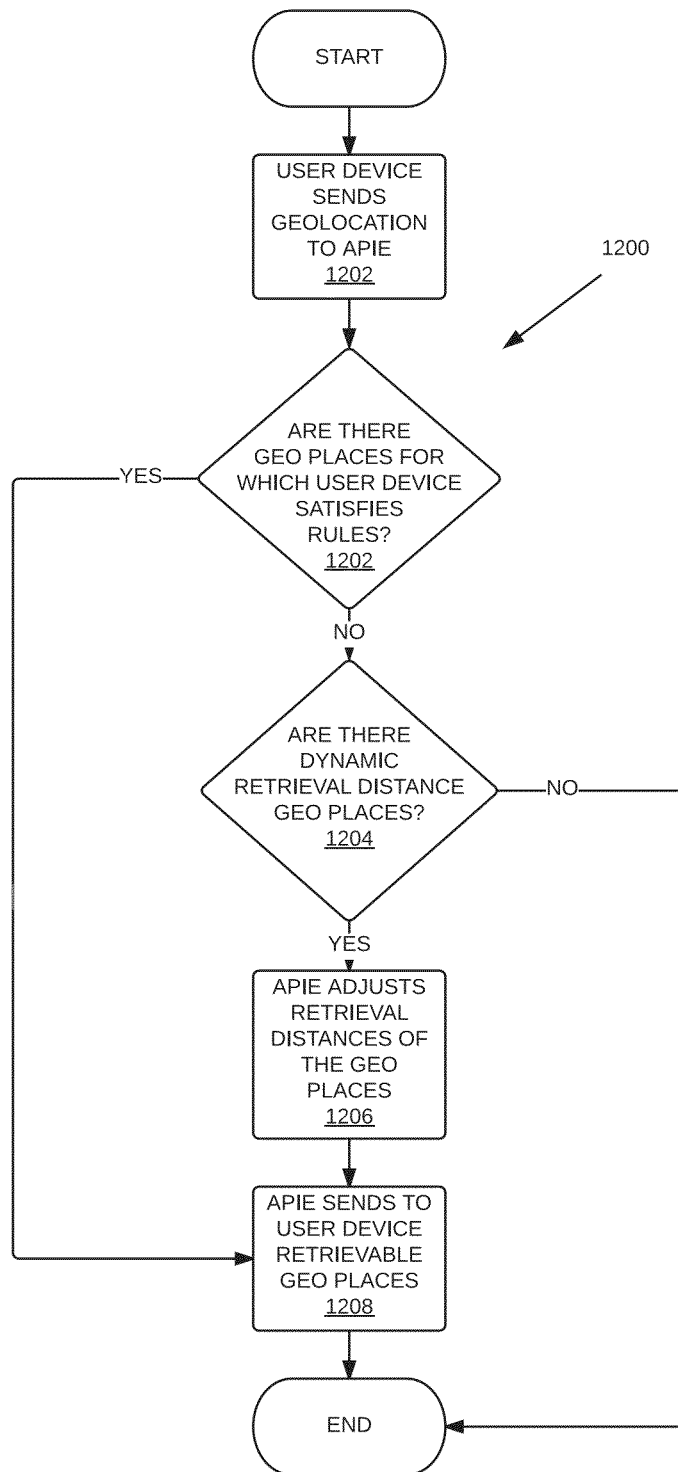 START
USER DEVICE
SENDS
GEOLOCATION
TO APIE
1202
1200
ARE THERE
GEO PLACES FOR
WHICH USER DEVICE
SATISFIES
RULES?
1202
YES
NO
ARE THERE
DYNAMIC
RETRIEVAL DISTANCE
GEO PLACES?
1204
NO
YES
APIE ADJUSTS
RETRIEVAL
DISTANCES OF
THE GEO
PLACES
1206
APIE SENDS TO
USER DEVICE
RETRIEVABLE
GEO PLACES
1208
END